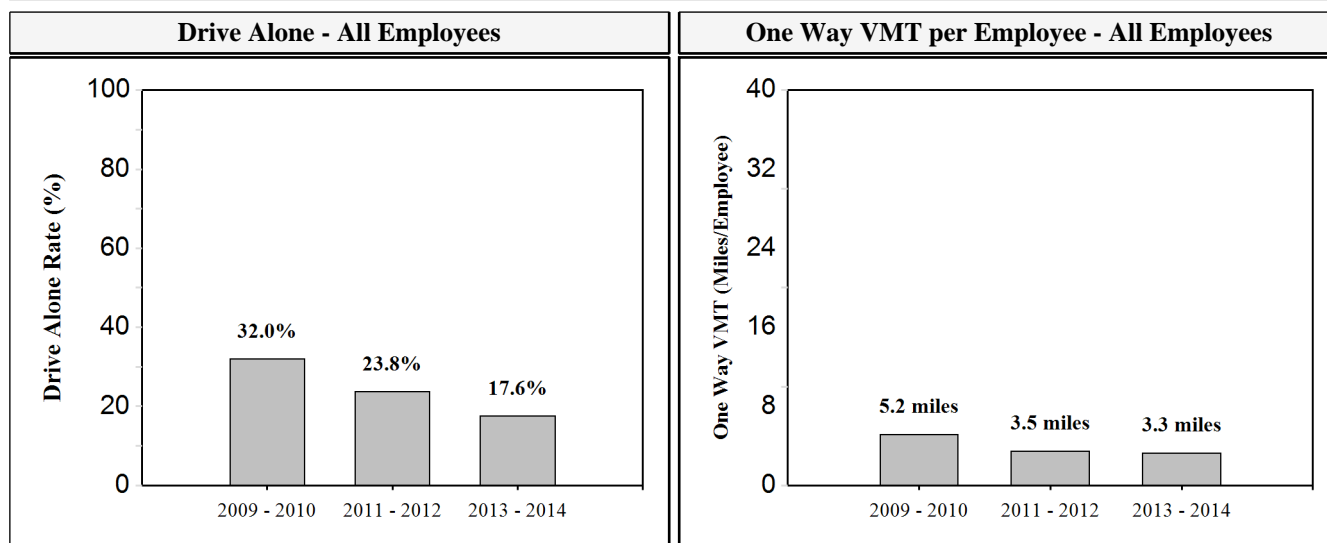 Drive Alone - All Employees
One Way VMT per Employee - All Employees
Drive Alone Rate (%)
100
80
60
40
20
0
32.0%
23.8%
17.6%
2009 - 2010
2011 - 2012
2013 - 2014
One Way VMT (Miles/Employee)
40
32
24
16
8
0
5.2 miles
3.5 miles
3.3 miles
2009 - 2010
2011 - 2012
2013 - 2014